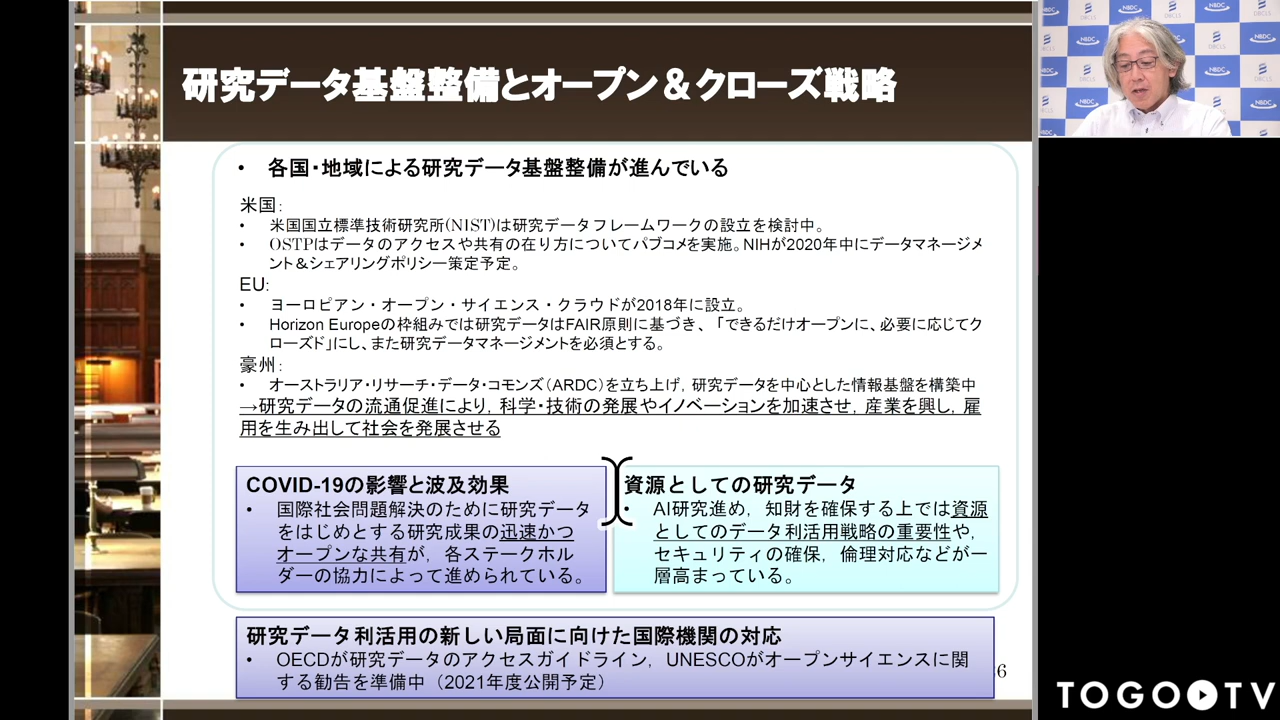 研究データ基盤整備とオープン＆クローズ戦略
• 各国・地域による研究データ基盤整備が進んでいる
米国：
• 米国国立標準技術研究所(NIST)は研究データフレームワークの設立を検討中。
• OSTPはデータのアクセスや共有の在り方についてパブコメを実施。NIHが2020年中にデータマネージメ
ント＆シェアリングポリシー策定予定。
EU:
• ヨーロピアン・オープン・サイエンス・クラウドが2018年に設立。
• Horizon Europeの枠組みでは研究データはFAIR原則に基づき、「できるだけオープンに、必要に応じてク
ローズド」にし、また研究データマネージメントを必須とする。
豪州：
• オーストラリア・リサーチ・データ・コモンズ（ARDC）を立ち上げ，研究データを中心とした情報基盤を構築中
→研究データの流通促進により，科学・技術の発展やイノベーションを加速させ，産業を興し，雇
用を生み出して社会を発展させる
COVID-19の影響と波及効果
• 国際社会問題解決のために研究データ
をはじめとする研究成果の迅速かつ
オープンな共有が，各ステークホル
ダーの協力によって進められている。
資源としての研究データ
• AI研究進め，知財を確保する上では資源
としてのデータ利活用戦略の重要性や，
セキュリティの確保，倫理対応などが一
層高まっている。
研究データ利活用の新しい局面に向けた国際機関の対応
• OECDが研究データのアクセスガイドライン，UNESCOがオープンサイエンスに関
する勧告を準備中（2021年度公開予定）
6
NBDC
DBCLS
TOGO TV